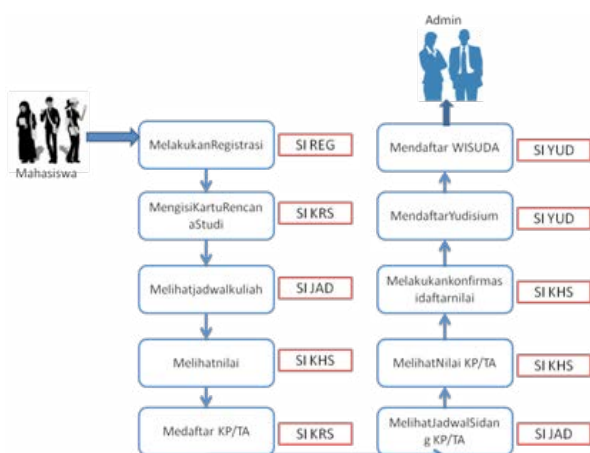 Admin
Mahasiswa
MelakukanRegistrasi
SI REG
MengisiKartuRencan
aStudi
SI KRS
Melihatjadwalkuliah
SI JAD
Melihatnilai
SI KHS
Medaftar KP/TA
SI KRS
Mendaftar WISUDA
SI YUD
MendaftarYudisium
SI YUD
Melakukankonfirmas
idaftarnilai
SI KHS
MelihatNilai KP/TA
SI KHS
MelihatJadwalSidan
g KP/TA
SI JAD